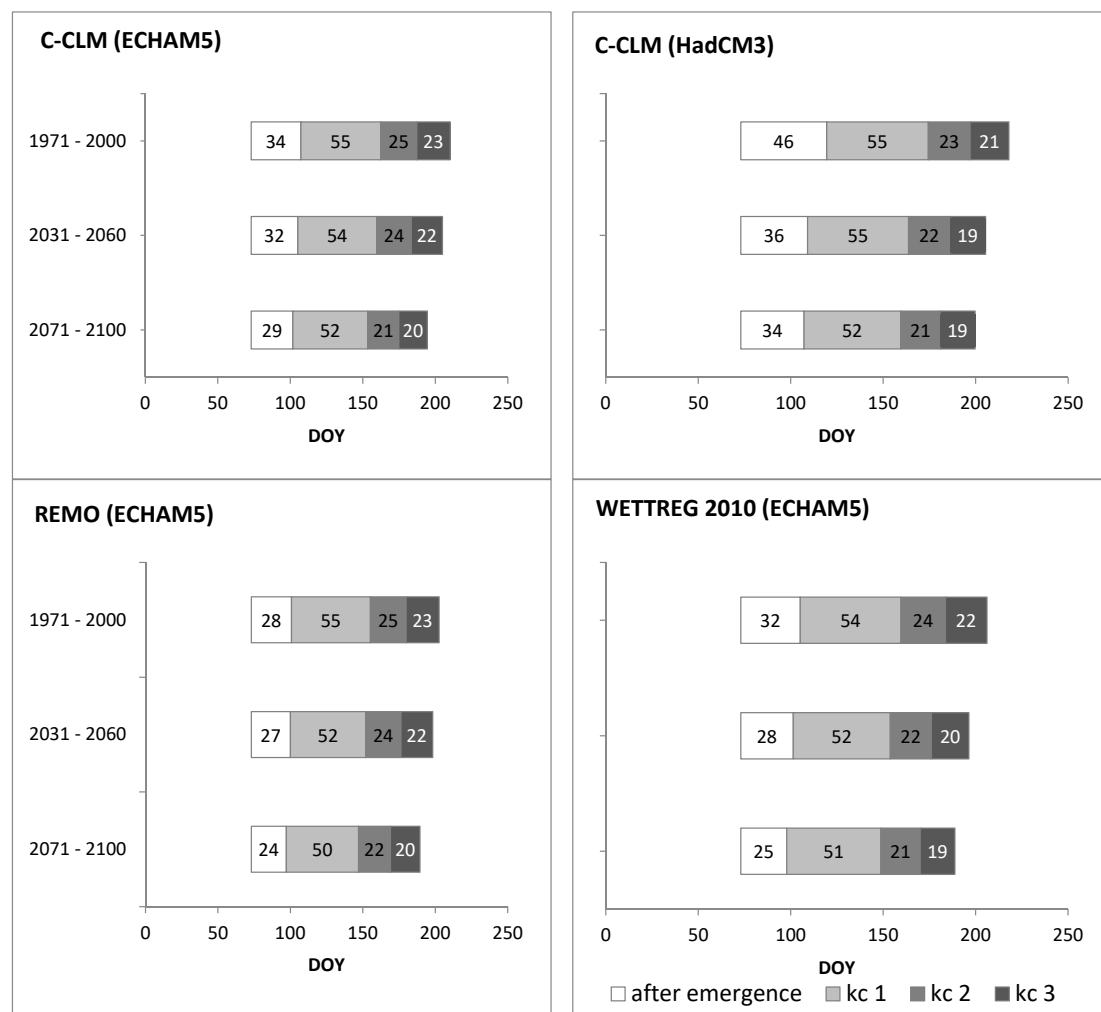 C-CLM (ECHAM5)
1971 - 2000
34 55 25 23
2031 - 2060
32 54 24 22
2071 - 2100
29 52 21 20
0 50 100 150 200 250
DOY
C-CLM (HadCM3)
46 55 23 21
36 55 22 19
34 52 21 19
0 50 100 150 200 250
DOY
REMO (ECHAM5)
1971 - 2000
28 55 25 23
2031 - 2060
27 52 24 22
2071 - 2100
24 50 22 20
0 50 100 150 200 250
DOY
WETTREG 2010 (ECHAM5)
32 54 24 22
28 52 22 20
25 51 21 19
0 50 100 150 200 250
DOY
after emergence kc 1 kc 2 kc 3